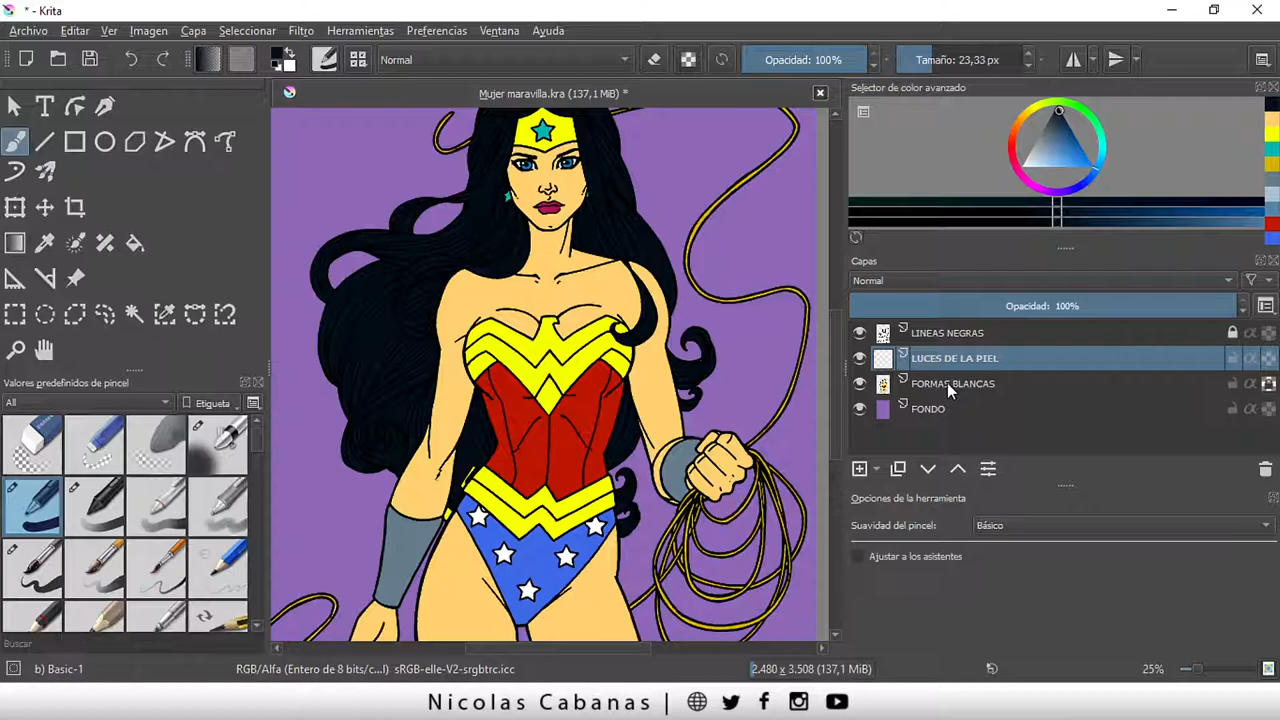 * - Krita
Archivo Editar Ver Imagen Capa Seleccionar Filtros Herramientas Preferencias Ventana Ayuda
Normal Opacidad: 100% Tamaño: 23,33 px
Mujer maravilla.kra (137,1 MiB) *
Selector de color avanzado
Capas
Normal
Opacidad: 100%
LINEAS NEGRAS
LUCES DE LA PIEL
FORMAS BLANCAS
FONDO
Valores predefinidos de pincel
All Etiqueta
Opciones de la herramienta
Suavidad del pincel: Básico
Ajustar a los asistentes
Buscar
b) Basic-1 RGB/Alfa (Entero de 8 bits/c...l) sRGB-elle-V2-srgbtrc.icc 2.480 x 3.508 (137,1 MiB) 25%
Nicolas Cabanas |